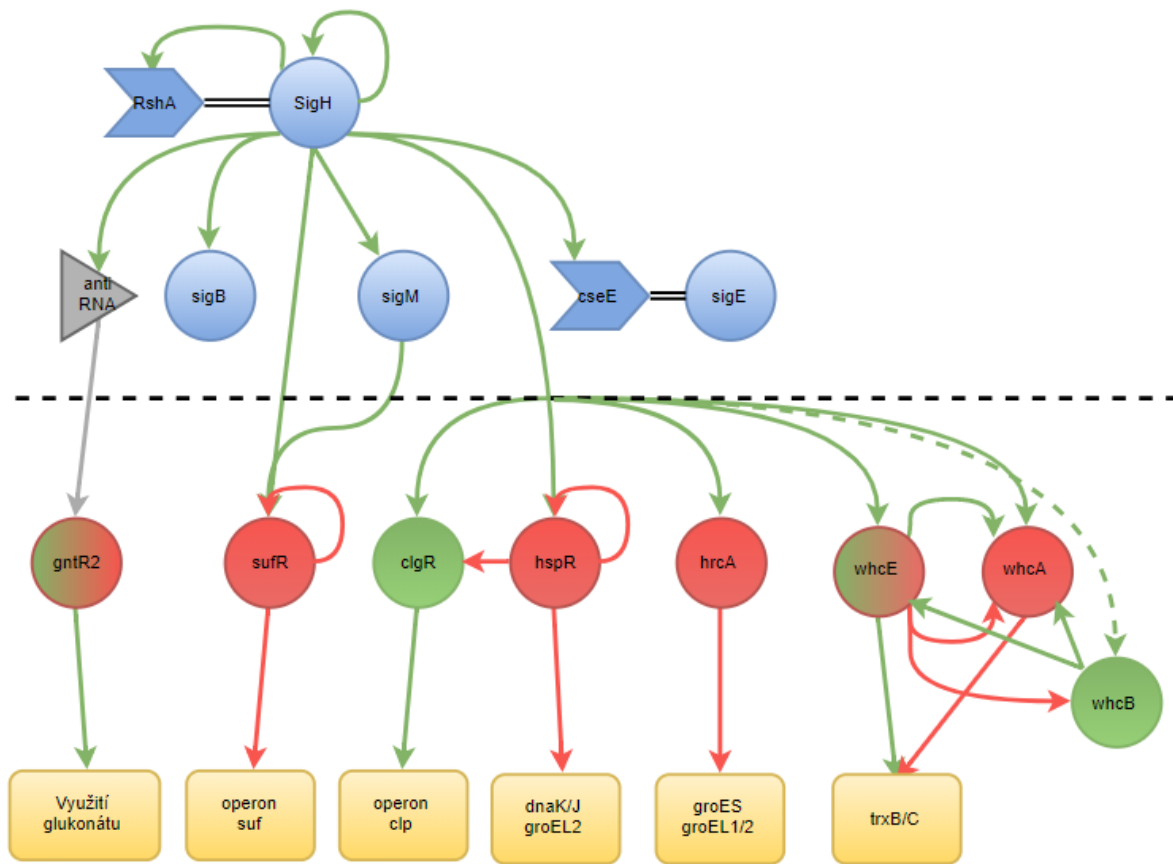 RshA
SigH
anti
RNA
sigB
sigM
cseE
sigE
gntR2
sufR
clgR
hspR
hrcA
whcE
whcA
whcB
Využití
glukonátu
operon
suf
operon
clp
dnaK/J
groEL2
groES
groEL1/2
trxB/C